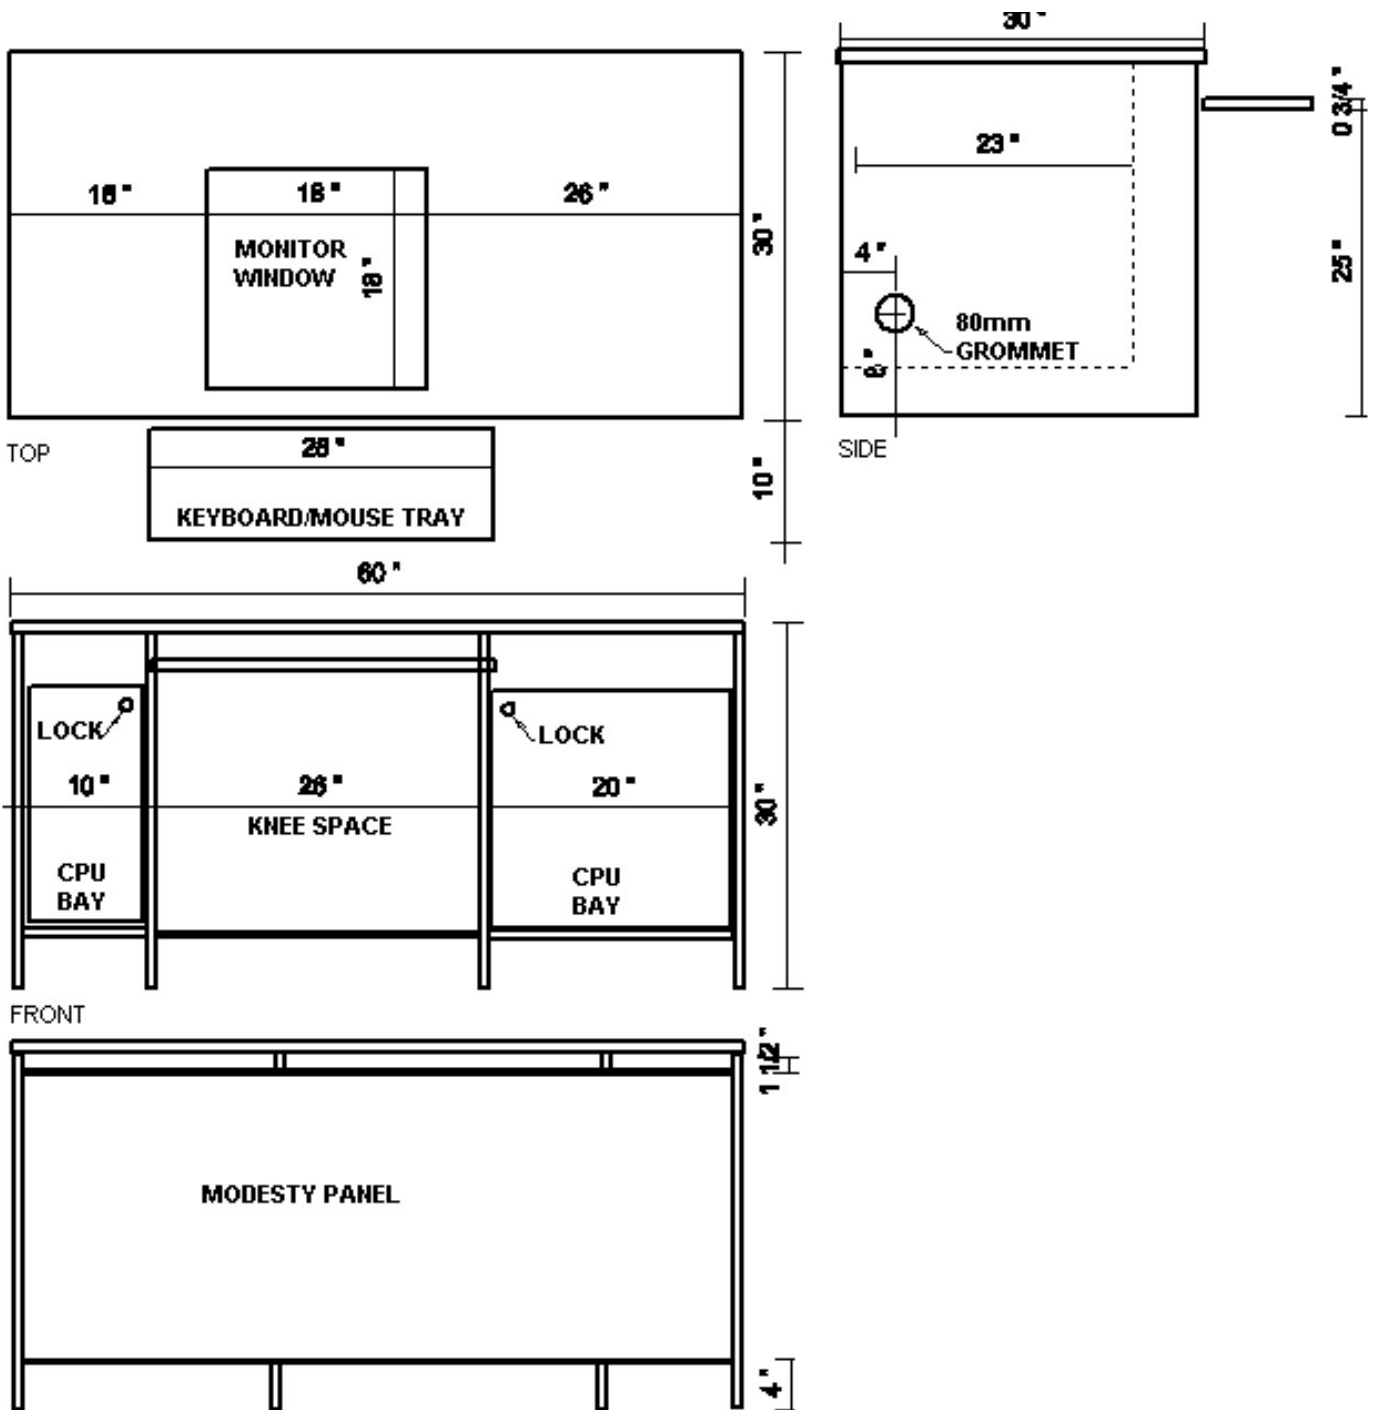 30 "
16 "
18 "
26 "
MONITOR
WINDOW
18 "
30 "
23 "
0 3/4 "
4 "
25 "
80mm
GROMMET
8 "
TOP
SIDE
28 "
10 "
KEYBOARD/MOUSE TRAY
60 "
LOCK
LOCK
10 "
26 "
20 "
30 "
KNEE SPACE
CPU
BAY
CPU
BAY
FRONT
1 1/2 "
MODESTY PANEL
4 "